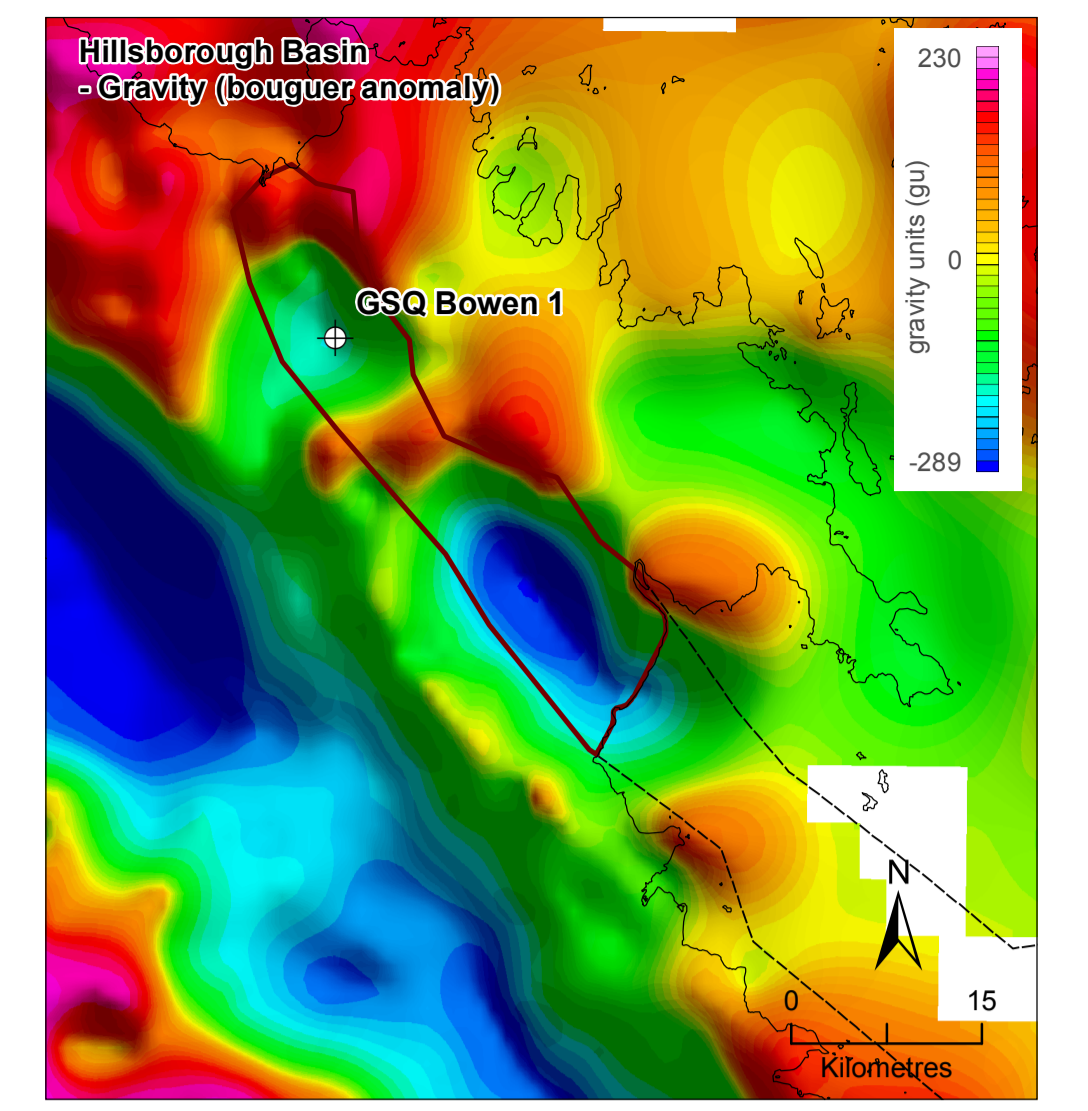 Hillsborough Basin
- Gravity (bouguer anomaly)
230
gravity units (gu)
0
-289
GSQ Bowen 1
N
0 15
Kilometres